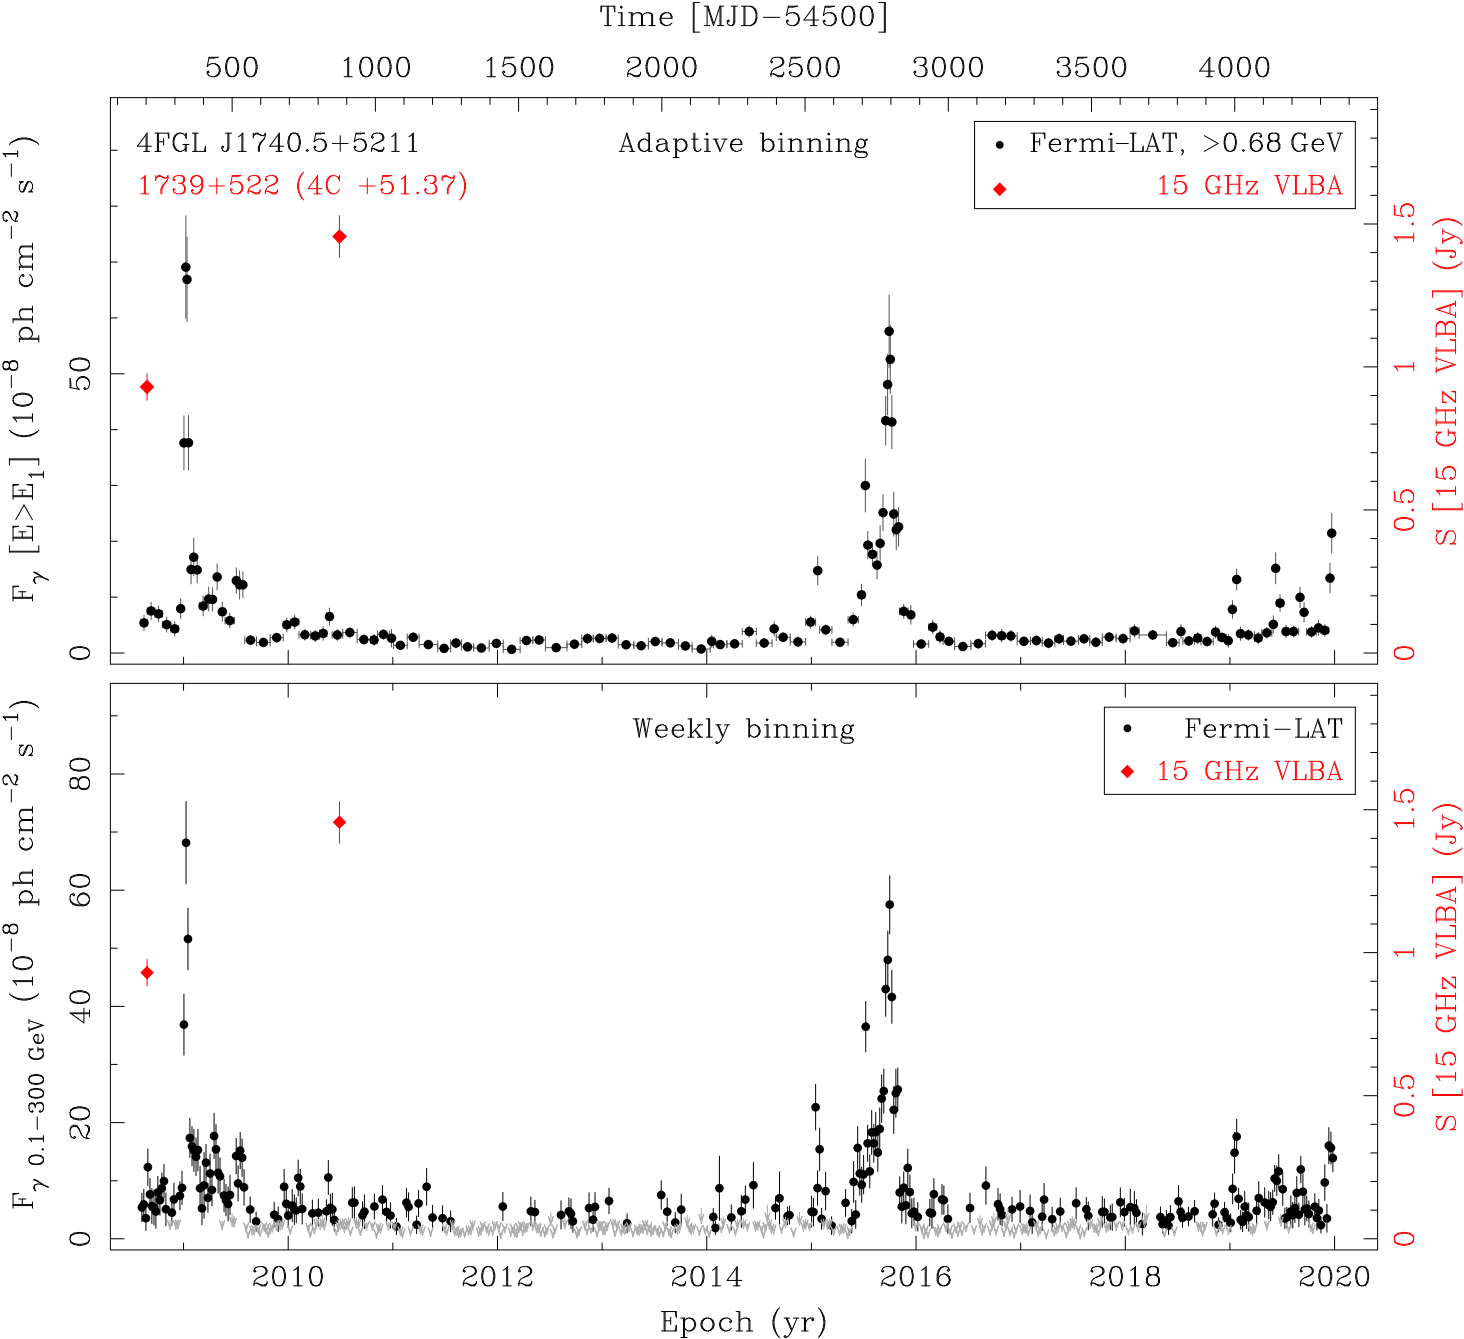 Time [MJD−54500]
500 1000 1500 2000 2500 3000 3500 4000
4FGL J1740.5+5211
1739+522 (4C +51.37)
Adaptive binning
Fermi−LAT, >0.68 GeV
15 GHz VLBA
F γ [E>E1] (10−8 ph cm−2 s−1)
50
0
1.5
1
0.5
0
S [15 GHz VLBA] (Jy)
Weekly binning
Fermi−LAT
15 GHz VLBA
F γ 0.1−300 GeV (10−8 ph cm−2 s−1)
80
60
40
20
0
1.5
1
0.5
0
S [15 GHz VLBA] (Jy)
2010 2012 2014 2016 2018 2020
Epoch (yr)